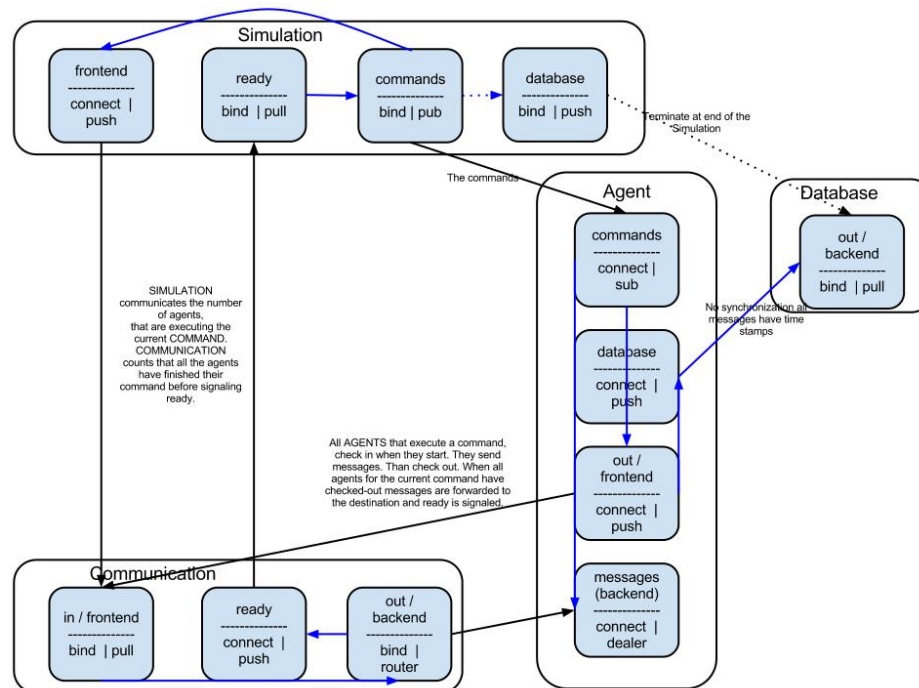 Simulation
frontend
--------------
connect |
push
ready
--------------
bind | pull
commands
--------------
bind | pub
database
--------------
bind | push
Terminate at end of the
Simulation
The commands
Agent
commands
--------------
connect |
sub
database
--------------
connect |
push
out /
frontend
--------------
connect |
push
messages
(backend)
--------------
connect |
dealer
Database
out /
backend
--------------
bind | pull
No synchronization all
messages have time
stamps
SIMULATION
communicates the number
of agents,
that are executing the
current COMMAND.
COMMUNICATION
counts that all the agents
have finished their
command before signaling
ready.
All AGENTS that execute a command,
check in when they start. They send
messages. Than check out. When all
agents for the current command have
checked-out messages are forwarded to
the destination and ready is signaled.
Communication
in / frontend
--------------
bind | pull
ready
--------------
connect |
push
out /
backend
--------------
bind |
router